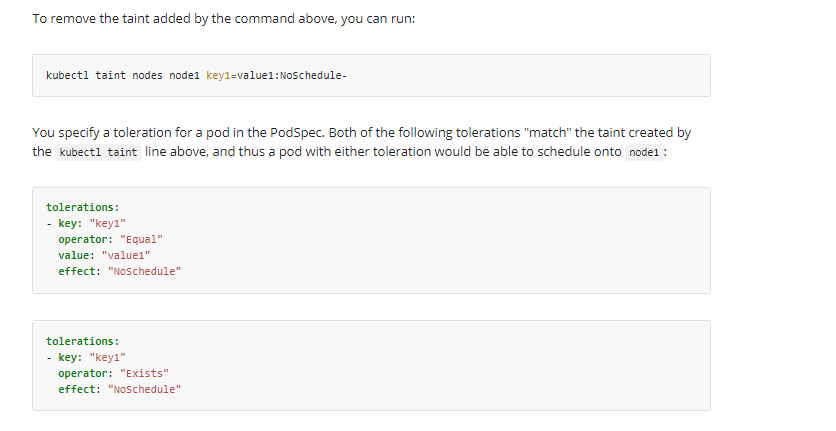 To remove the taint added by the command above, you can run:
kubectl taint nodes node1 key1=value1:NoSchedule-
You specify a toleration for a pod in the PodSpec. Both of the following tolerations "match" the taint created by
the kubectl taint line above, and thus a pod with either toleration would be able to schedule onto node1 :
tolerations:
- key: "key1"
  operator: "Equal"
  value: "value1"
  effect: "NoSchedule"
tolerations:
- key: "key1"
  operator: "Exists"
  effect: "NoSchedule"